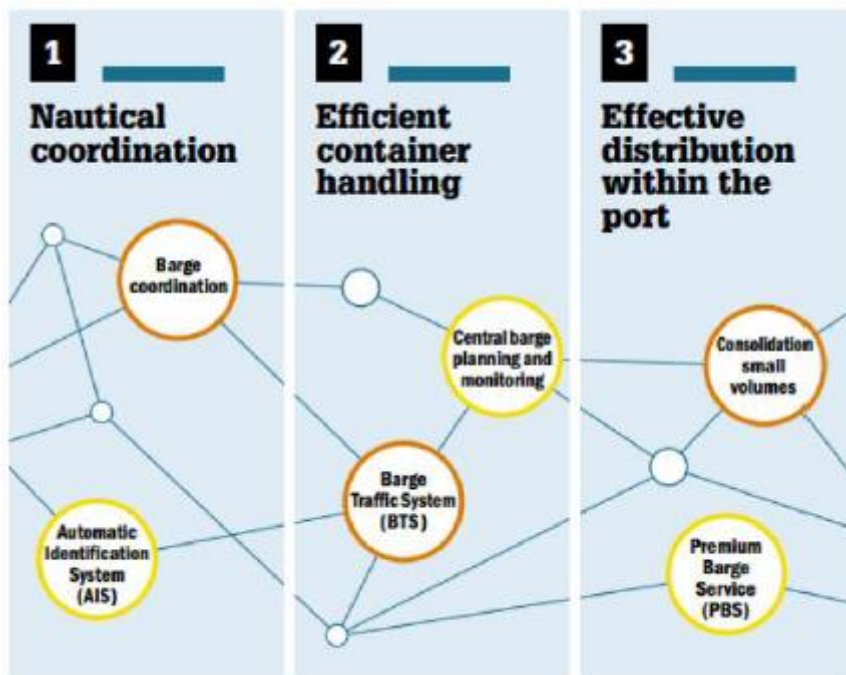 1
Nautical
coordination
Barge
coordination
Automatic
Identification
System
(AIS)
2
Efficient
container
handling
Central barge
planning and
monitoring
Barge
Traffic System
(BTS)
3
Effective
distribution
within the
port
Consolidation
small
volumes
Premium
Barge
Service
(PBS)